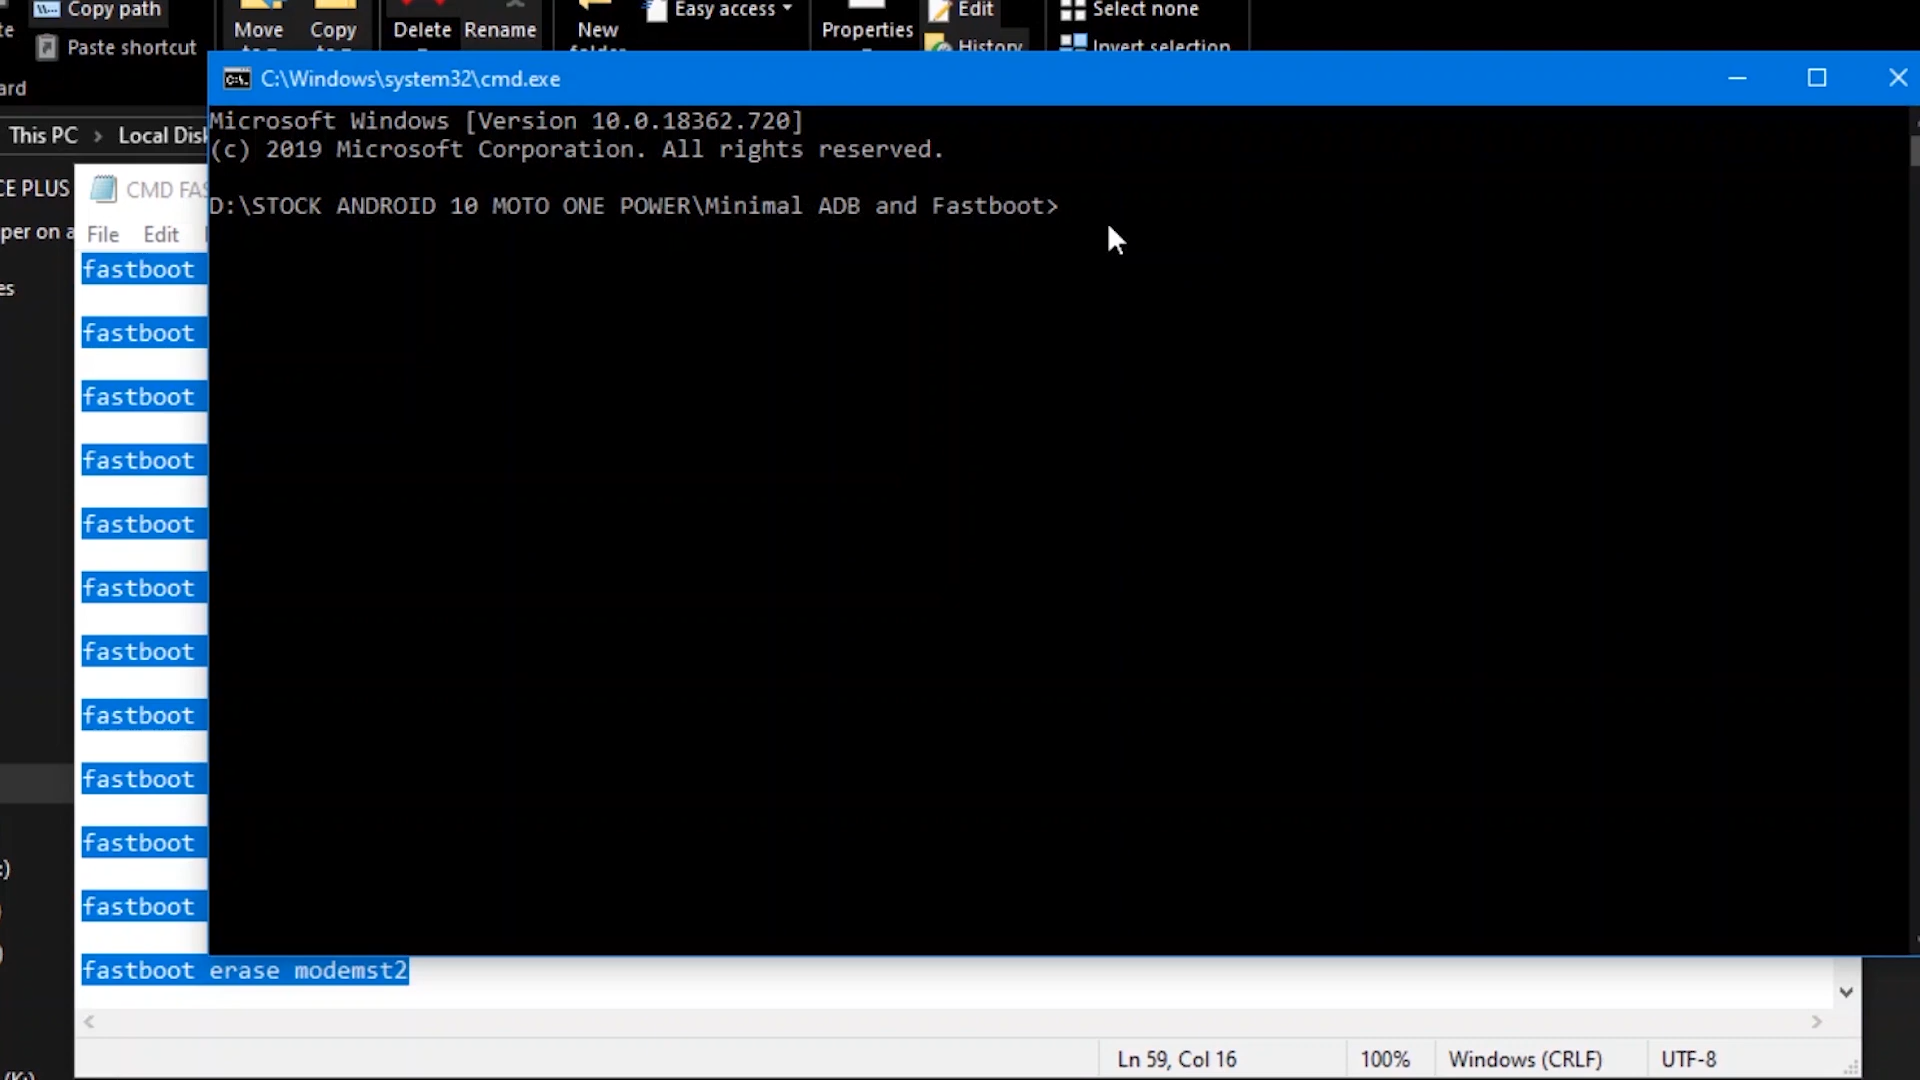 Copy path
Paste shortcut
ard
Move
Copy
Delete
Rename
New
Easy access
Properties
Edit
History
Select none
Invert selection
This PC > Local Disk
CE PLUS
per on a
es
CMD FAS
File Edit
C:\Windows\system32\cmd.exe
Microsoft Windows [Version 10.0.18362.720]
(c) 2019 Microsoft Corporation. All rights reserved.
D:\STOCK ANDROID 10 MOTO ONE POWER\Minimal ADB and Fastboot>
fastboot
fastboot
fastboot
fastboot
fastboot
fastboot
fastboot
fastboot
fastboot
fastboot
fastboot
fastboot erase modemst2
Ln 59, Col 16
100%
Windows (CRLF)
UTF-8